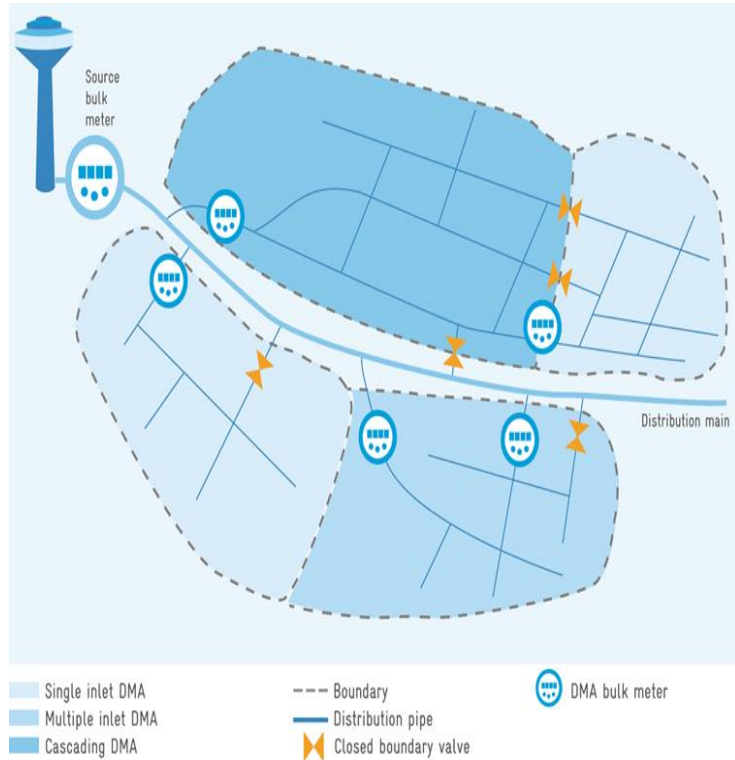 Source
bulk
meter
Distribution main
Single inlet DMA
Multiple inlet DMA
Cascading DMA
Boundary
Distribution pipe
Closed boundary valve
DMA bulk meter